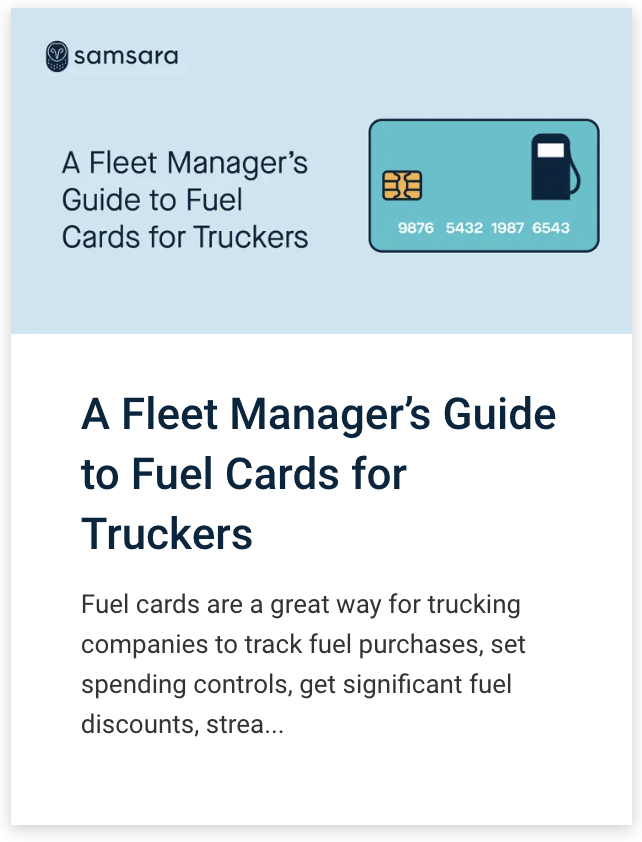 samsara
A Fleet Manager’s
Guide to Fuel
Cards for Truckers
9876 5432 1987 6543
A Fleet Manager’s Guide
to Fuel Cards for
Truckers
Fuel cards are a great way for trucking
companies to track fuel purchases, set
spending controls, get significant fuel
discounts, strea...